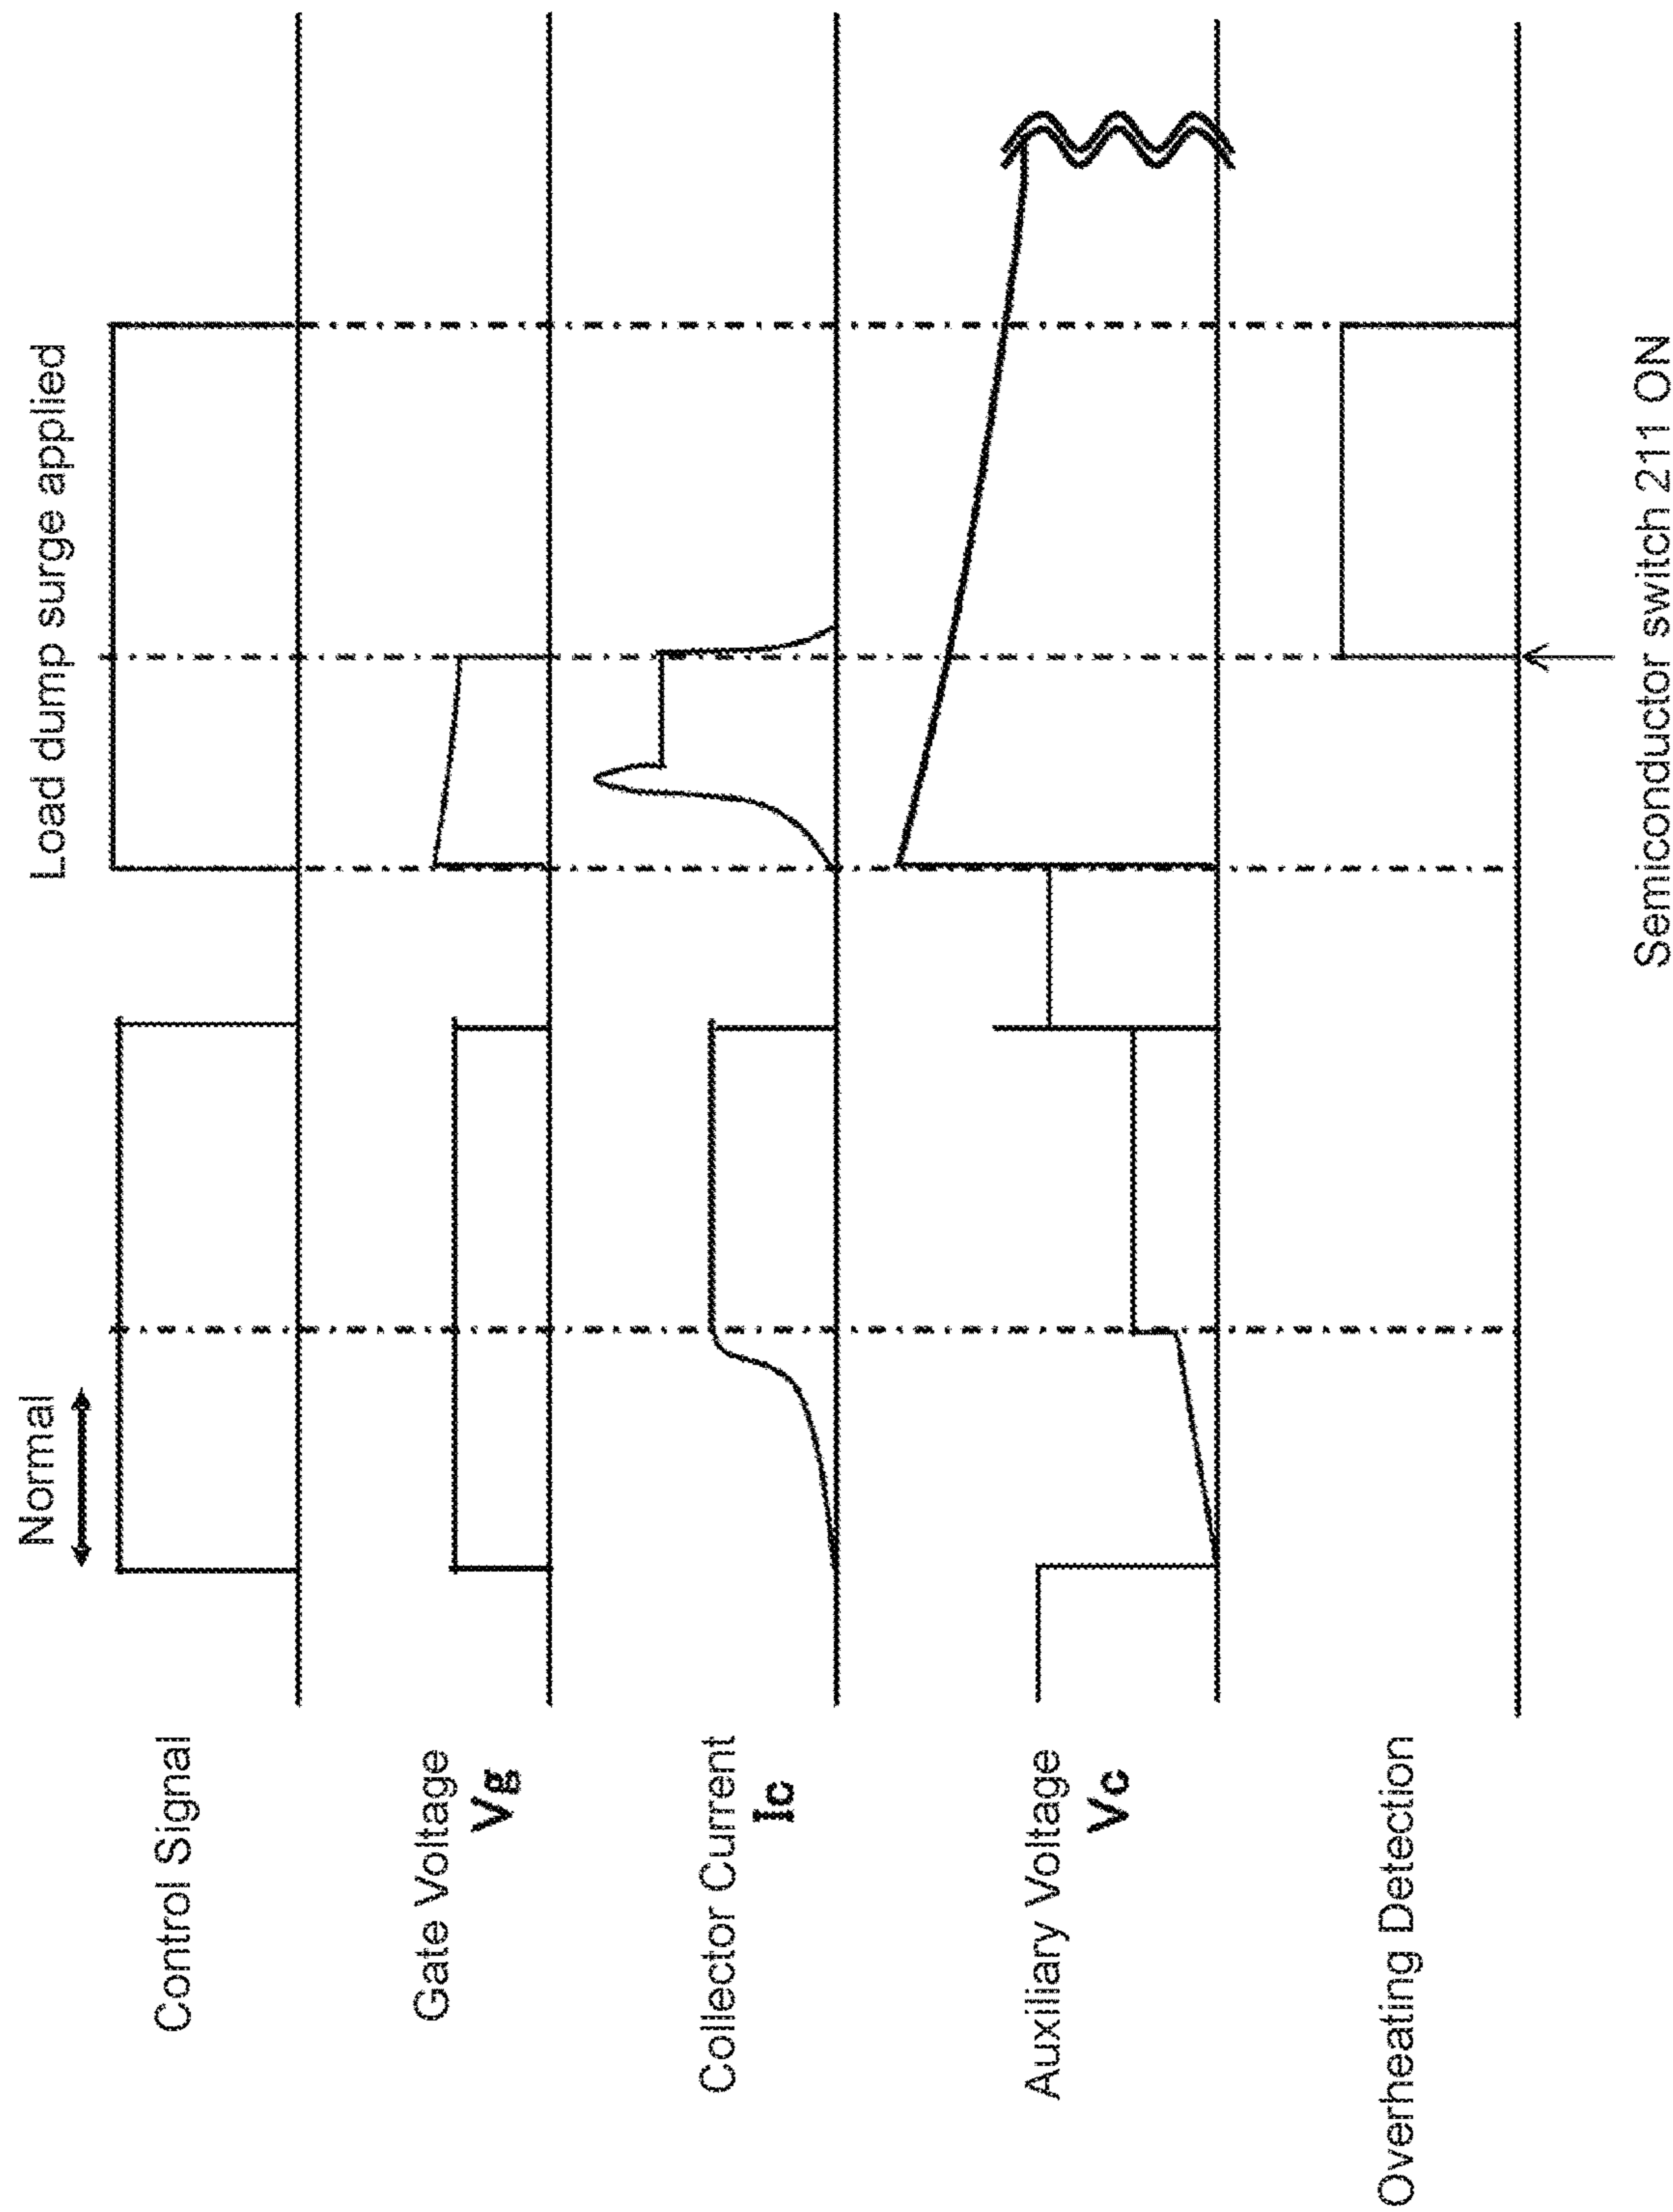 Normal
Load dump surge applied
Control Signal
Gate Voltage
Vg
Collector Current
Ic
Auxiliary Voltage
Vc
Overheating Detection
Semiconductor switch 211 ON